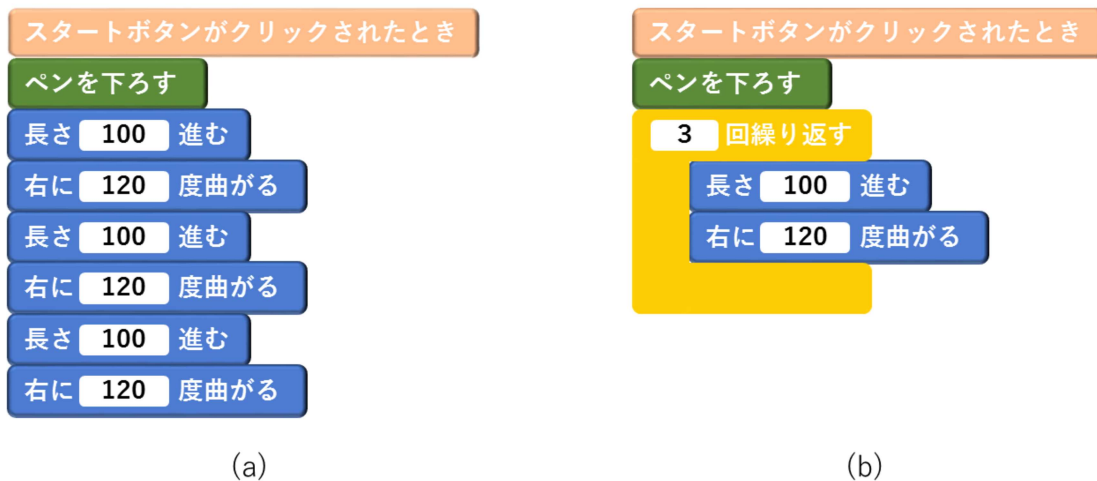 スタートボタンがクリックされたとき
ペンを下ろす
長さ 100 進む
右に 120 度曲がる
長さ 100 進む
右に 120 度曲がる
長さ 100 進む
右に 120 度曲がる
(a)
スタートボタンがクリックされたとき
ペンを下ろす
3 回繰り返す
長さ 100 進む
右に 120 度曲がる
(b)